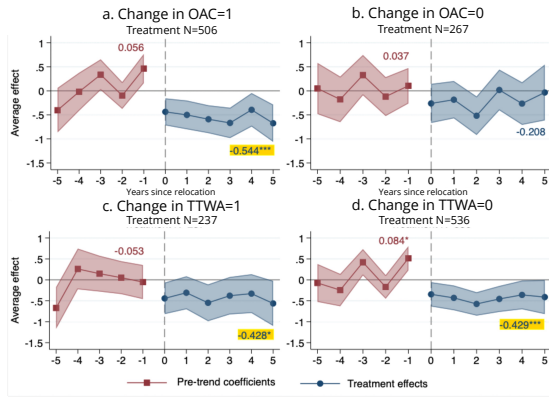 a. Change in OAC=1
Treatment N=506
b. Change in OAC=0
Treatment N=267
Average effect
1
.5
0
-.5
-1
-1.5
0.056
-0.544***
-5 -4 -3 -2 -1 0 1 2 3 4 5
Years since relocation
1
.5
0
-.5
-1
-1.5
0.037
-0.208
-5 -4 -3 -2 -1 0 1 2 3 4 5
Years since relocation
c. Change in TTWA=1
Treatment N=237
d. Change in TTWA=0
Treatment N=536
Average effect
1
.5
0
-.5
-1
-1.5
-0.053
-0.428*
-5 -4 -3 -2 -1 0 1 2 3 4 5
1
.5
0
-.5
-1
-1.5
0.084*
-0.429***
-5 -4 -3 -2 -1 0 1 2 3 4 5
Pre-trend coefficients
Treatment effects